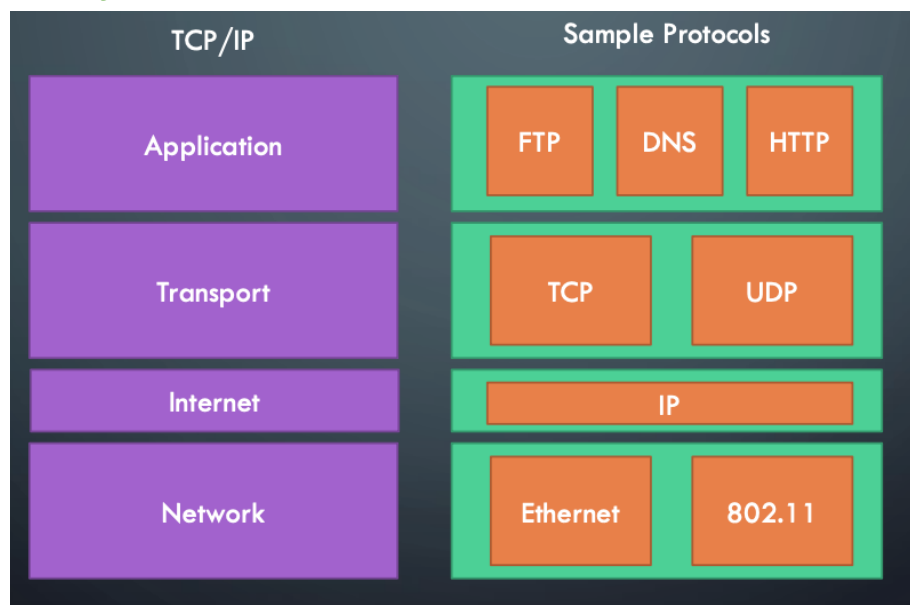 TCP/IP
Sample Protocols
Application
FTP
DNS
HTTP
Transport
TCP
UDP
Internet
IP
Network
Ethernet
802.11